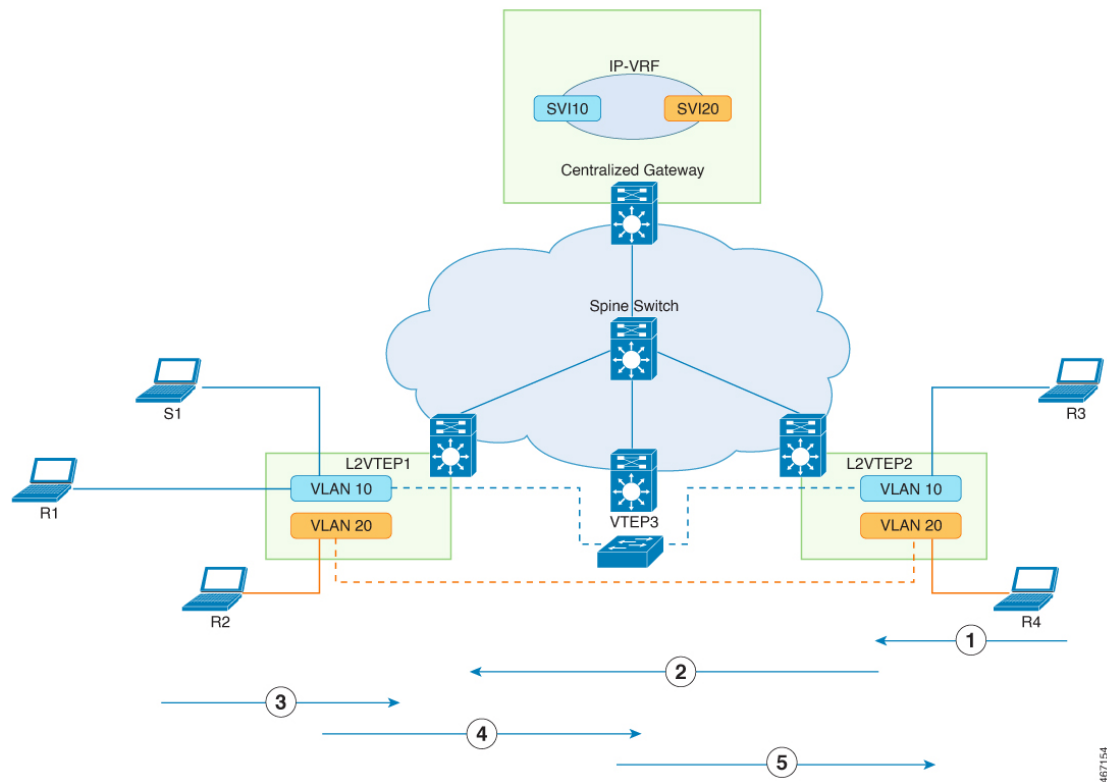 IP-VRF
SVI10
SVI20
Centralized Gateway
Spine Switch
S1
R3
L2VTEP1
L2VTEP2
R1
VLAN 10
VLAN 10
VTEP3
VLAN 20
VLAN 20
R2
R4
1
2
3
4
5
467154